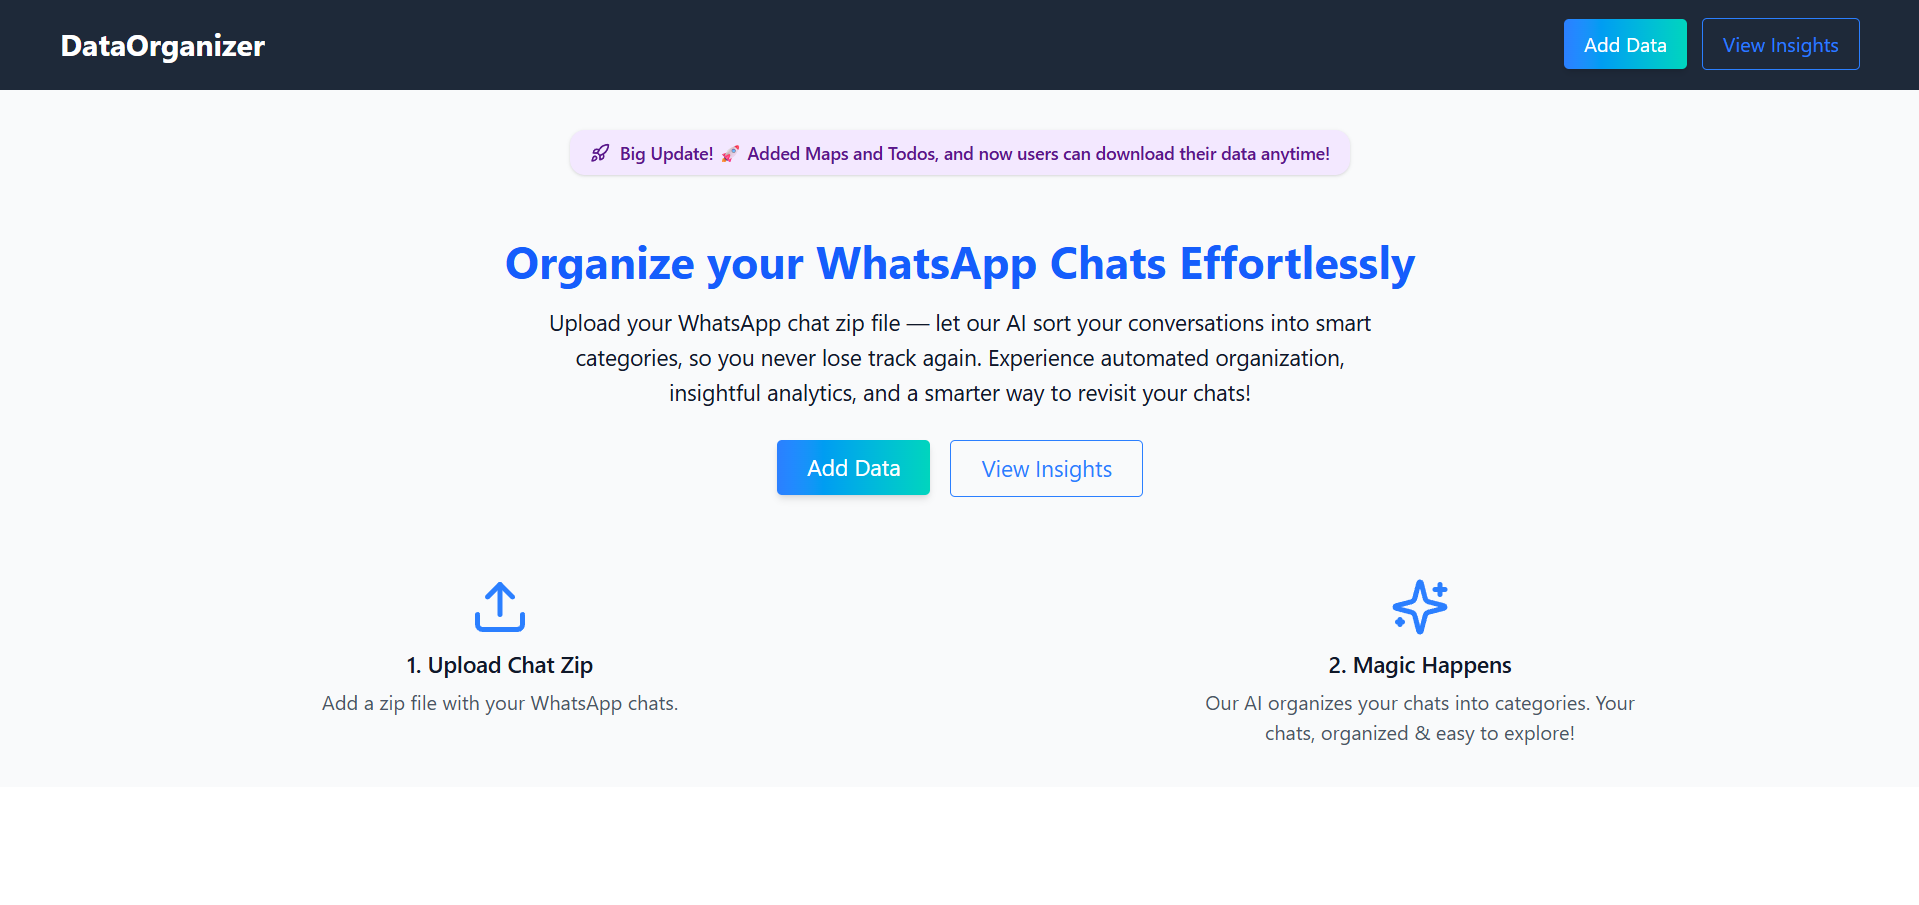 DataOrganizer
Add Data
View Insights
Big Update! 🚀 Added Maps and Todos, and now users can download their data anytime!
Organize your WhatsApp Chats Effortlessly
Upload your WhatsApp chat zip file — let our AI sort your conversations into smart
categories, so you never lose track again. Experience automated organization,
insightful analytics, and a smarter way to revisit your chats!
Add Data
View Insights
1. Upload Chat Zip
Add a zip file with your WhatsApp chats.
2. Magic Happens
Our AI organizes your chats into categories. Your
chats, organized & easy to explore!